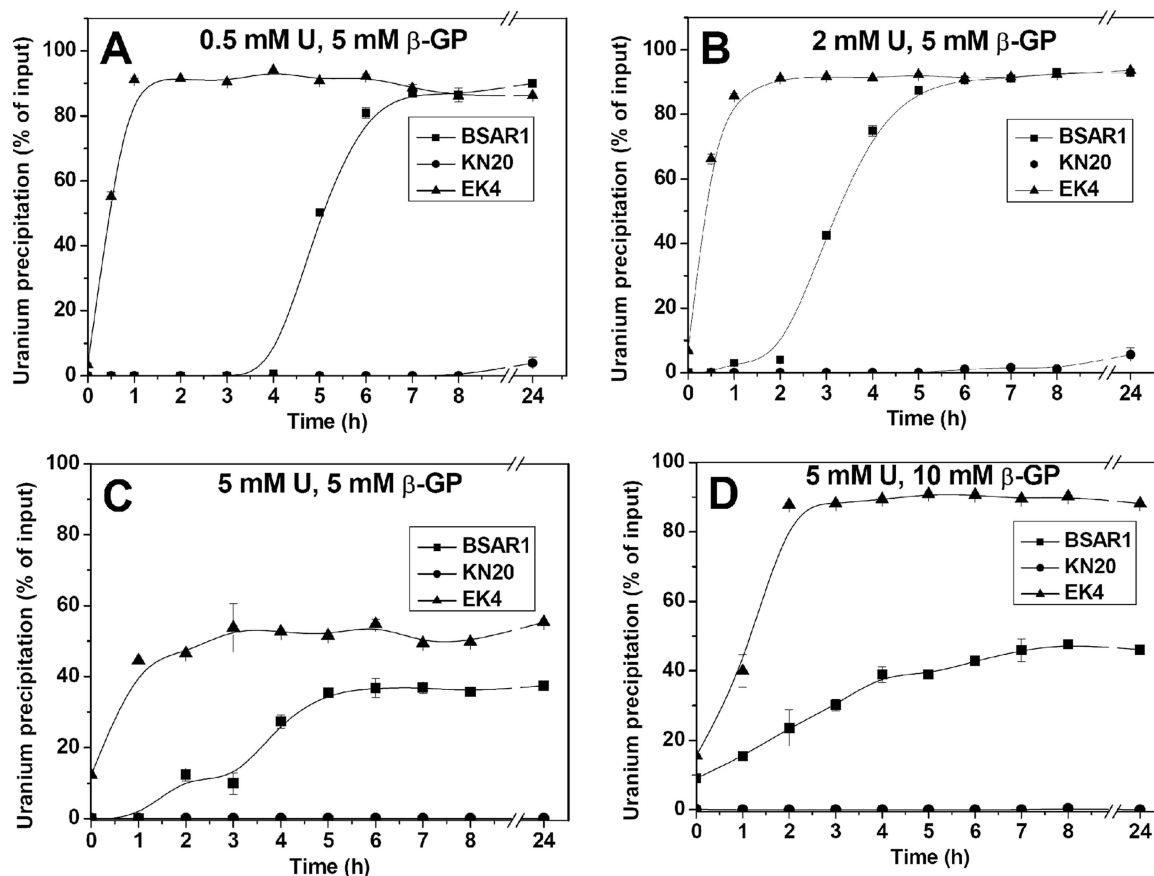 A
0.5 mM U, 5 mM β-GP
Uranium precipitation (% of input)
100
80
60
40
20
0
BSAR1
KN20
EK4
0 1 2 3 4 5 6 7 8 24
Time (h)
B
2 mM U, 5 mM β-GP
Uranium precipitation (% of input)
100
80
60
40
20
0
BSAR1
KN20
EK4
0 1 2 3 4 5 6 7 8 24
Time (h)
C
5 mM U, 5 mM β-GP
Uranium precipitation (% of input)
100
80
60
40
20
0
BSAR1
KN20
EK4
0 1 2 3 4 5 6 7 8 24
Time (h)
D
5 mM U, 10 mM β-GP
Uranium precipitation (% of input)
100
80
60
40
20
0
BSAR1
KN20
EK4
0 1 2 3 4 5 6 7 8 24
Time (h)